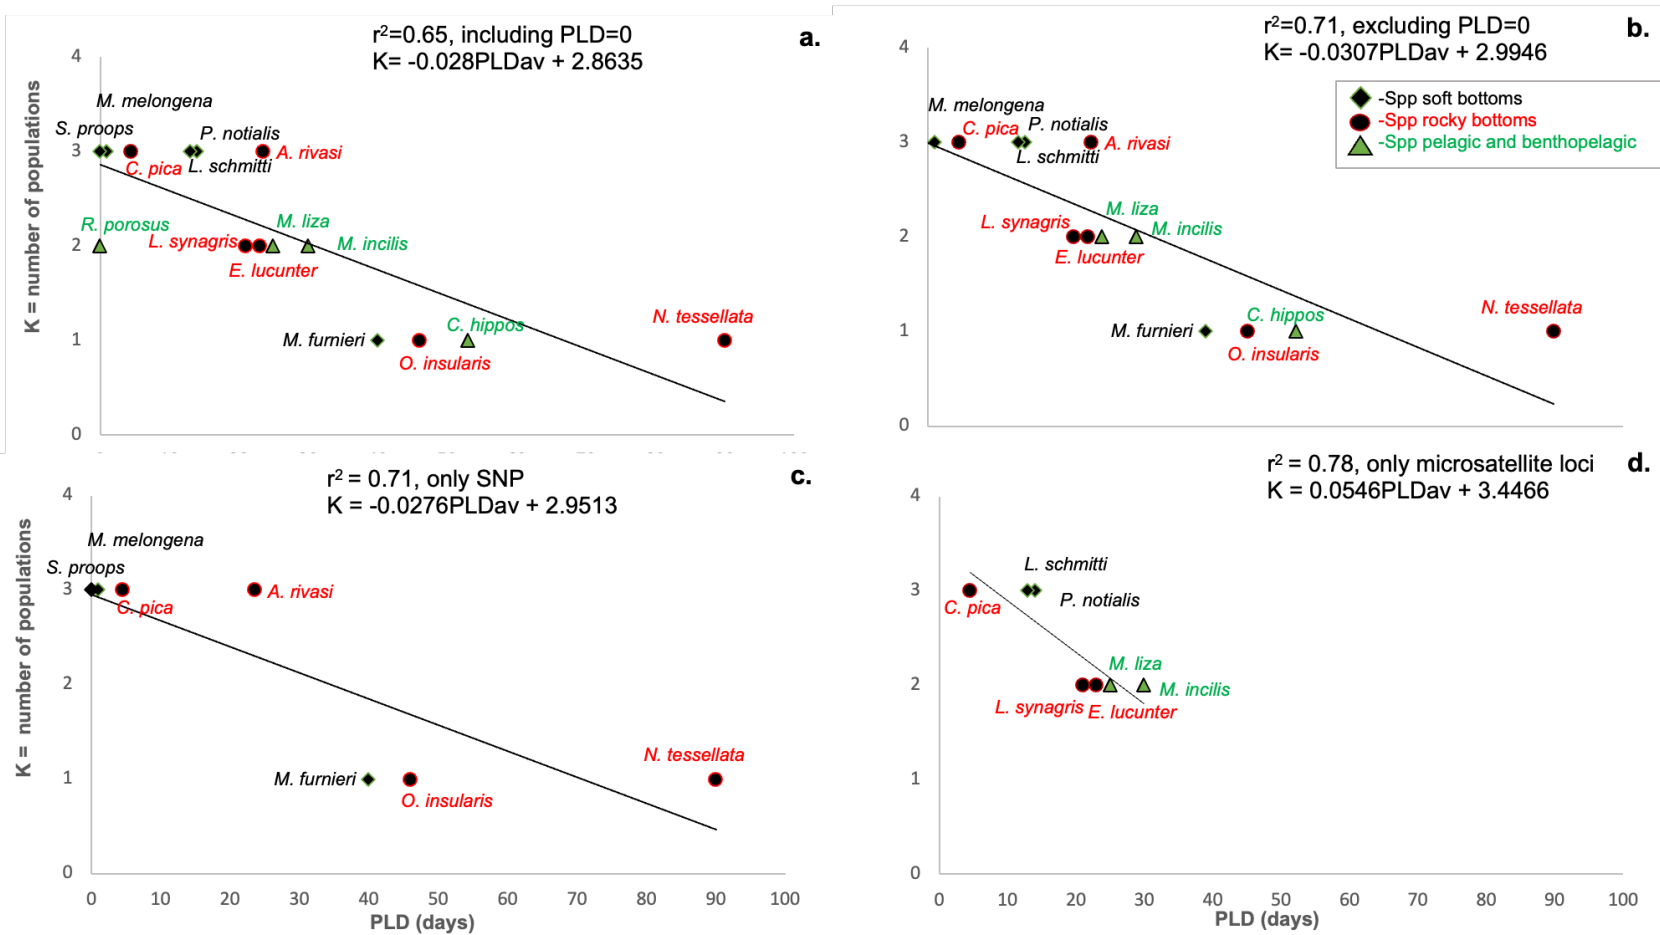 r²=0.65, including PLD=0
K= -0.028PLDav + 2.8635
a.
K = number of populations
4
3
2
1
0
M. melongena
S. proops
P. notialis
A. rivasi
C. pica
L. schmitti
R. porosus
M. liza
L. synagris
M. incilis
E. lucunter
N. tessellata
C. hippos
M. furnieri
O. insularis
r²=0.71, excluding PLD=0
K= -0.0307PLDav + 2.9946
b.
-Spp soft bottoms
-Spp rocky bottoms
-Spp pelagic and benthopelagic
4
3
2
1
0
M. melongena
C. pica
P. notialis
A. rivasi
L. schmitti
M. liza
L. synagris
M. incilis
E. lucunter
N. tessellata
C. hippos
M. furnieri
O. insularis
r² = 0.71, only SNP
K = -0.0276PLDav + 2.9513
c.
K = number of populations
4
3
2
1
0
M. melongena
S. proops
C. pica
A. rivasi
N. tessellata
M. furnieri
O. insularis
0 10 20 30 40 50 60 70 80 90 100
PLD (days)
r² = 0.78, only microsatellite loci
K = 0.0546PLDav + 3.4466
d.
4
3
2
1
0
L. schmitti
C. pica
P. notialis
M. liza
M. incilis
L. synagris
E. lucunter
0 10 20 30 40 50 60 70 80 90 100
PLD (days)